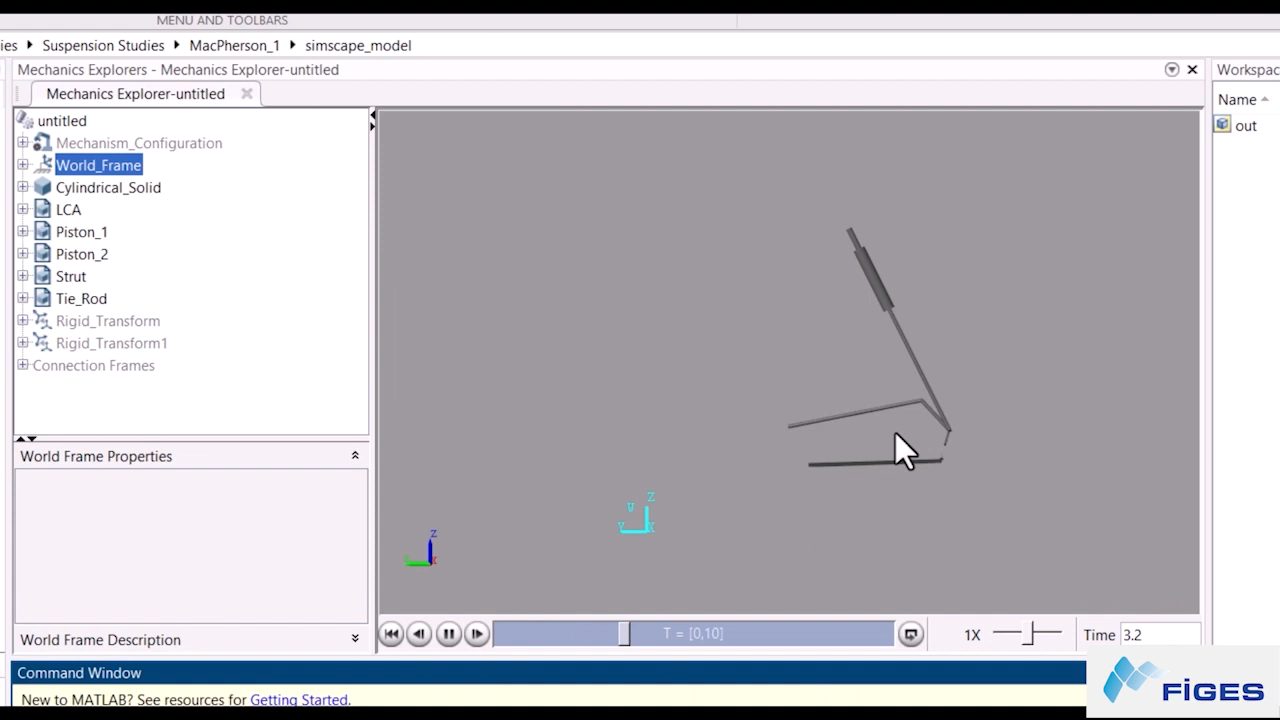 MENU AND TOOLBARS
ies Suspension Studies MacPherson_1 simscape_model
Mechanics Explorers - Mechanics Explorer-untitled
Workspac
Mechanics Explorer-untitled
Name
untitled
out
Mechanism_Configuration
World_Frame
Cylindrical_Solid
LCA
Piston_1
Piston_2
Strut
Tie_Rod
Rigid_Transform
Rigid_Transform1
Connection Frames
World Frame Properties
Z
W
Y X
z
x
World Frame Description
T = [0,10]
1X
Time 3.2
Command Window
New to MATLAB? See resources for Getting Started.
FiGES